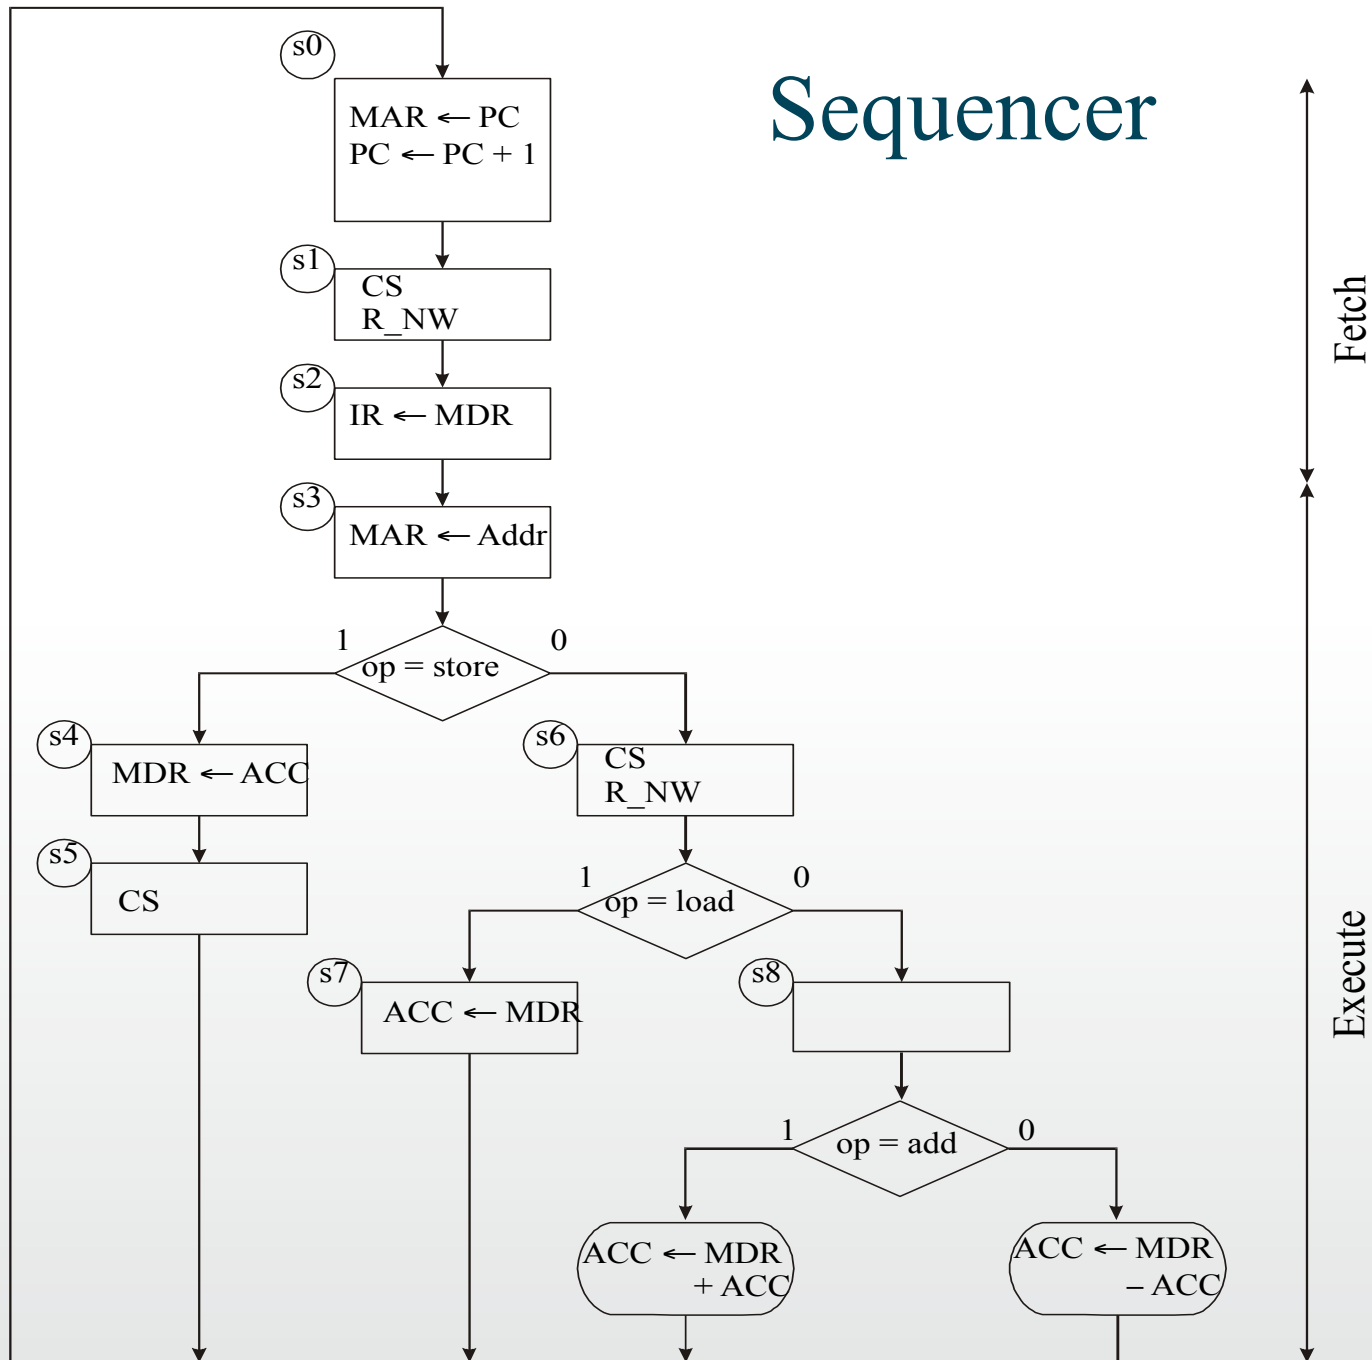 Sequencer
s0
MAR ← PC
PC ← PC + 1
s1
CS
R_NW
s2
IR ← MDR
s3
MAR ← Addr
Fetch
1
0
op = store
s4
MDR ← ACC
s6
CS
R_NW
s5
CS
1
0
op = load
s7
ACC ← MDR
s8
Execute
1
0
op = add
ACC ← MDR
+ ACC
ACC ← MDR
– ACC